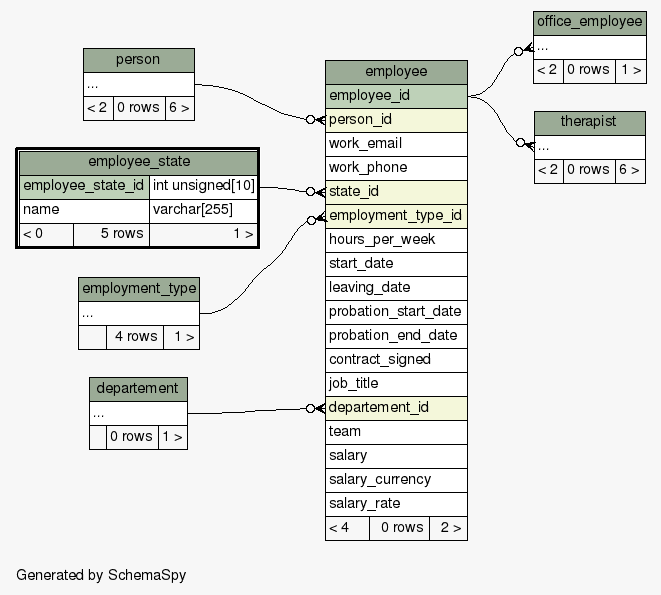 person
...
< 2 0 rows 6 >
employee_state
employee_state_id int unsigned[10]
name varchar[255]
< 0 5 rows 1 >
employment_type
...
4 rows 1 >
departement
...
0 rows 1 >
employee
employee_id
person_id
work_email
work_phone
state_id
employment_type_id
hours_per_week
start_date
leaving_date
probation_start_date
probation_end_date
contract_signed
job_title
departement_id
team
salary
salary_currency
salary_rate
< 4 0 rows 2 >
office_employee
...
< 2 0 rows 1 >
therapist
...
< 2 0 rows 6 >
Generated by SchemaSpy